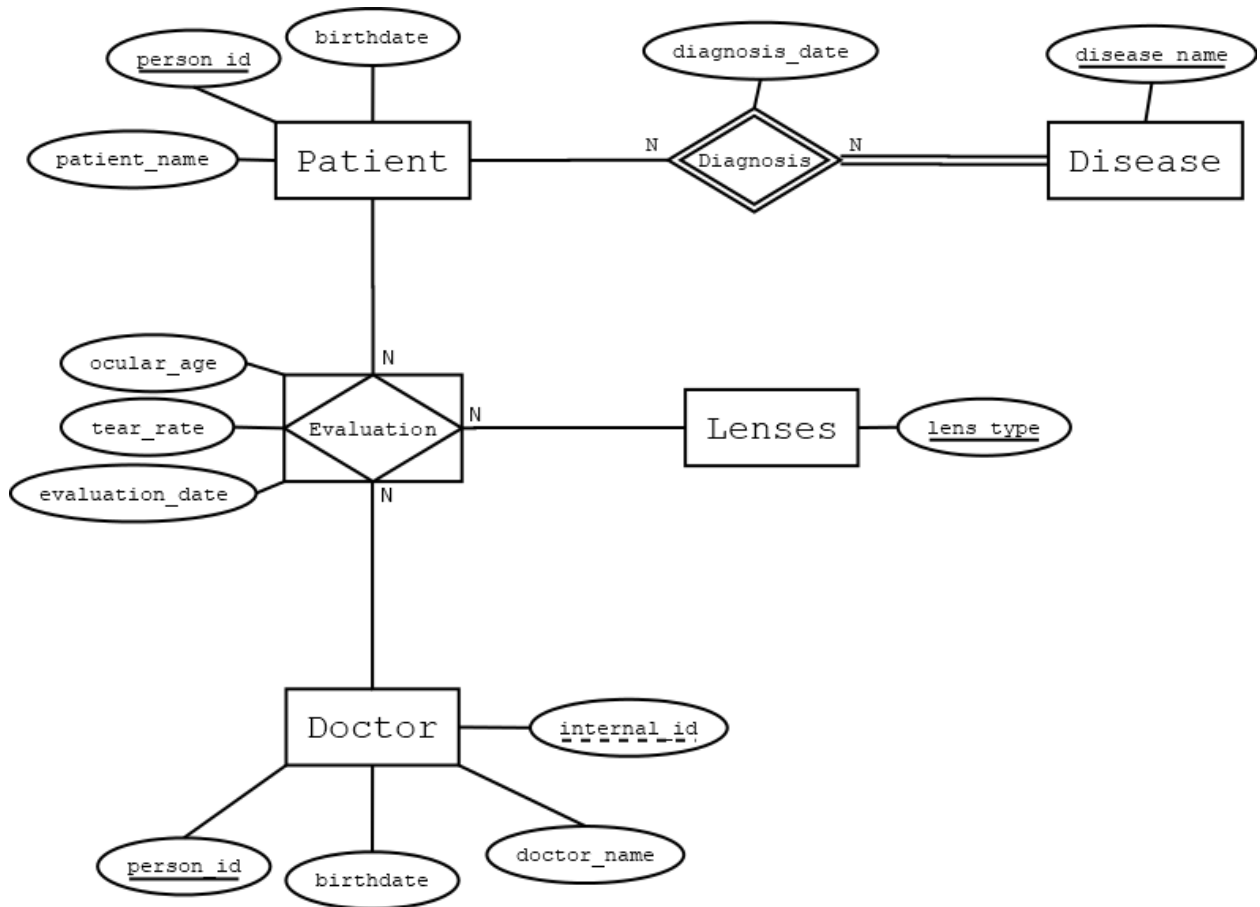 birthdate
person_id
diagnosis_date
disease_name
patient_name
Patient
N
Diagnosis
N
Disease
ocular_age
N
tear_rate
Evaluation
N
Lenses
lens_type
evaluation_date
N
Doctor
internal_id
person_id
birthdate
doctor_name